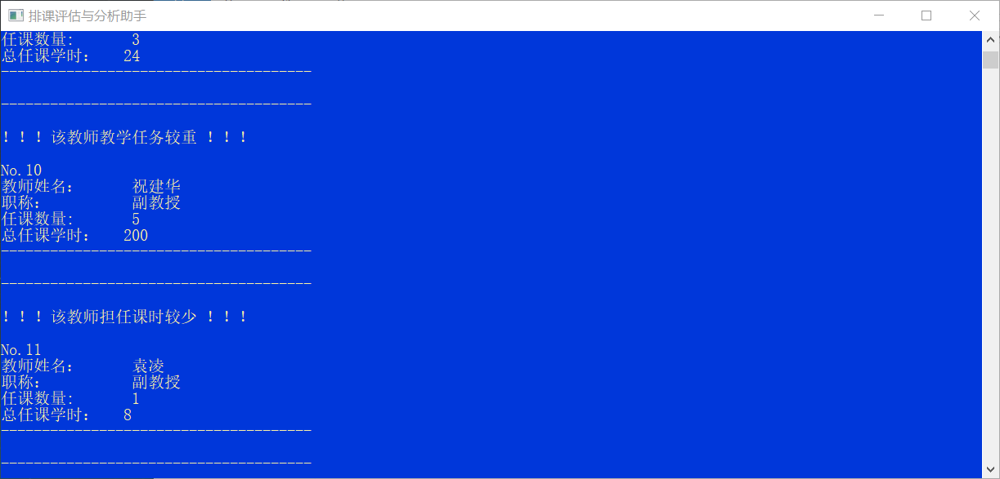 排课评估与分析助手
任课数量: 3
总任课学时: 24
--------------------------------------
--------------------------------------
！！！该教师教学任务较重 ！！！
No.10
教师姓名: 祝建华
职称: 副教授
任课数量: 5
总任课学时: 200
--------------------------------------
--------------------------------------
！！！该教师担任课时较少 ！！！
No.11
教师姓名: 袁凌
职称: 副教授
任课数量: 1
总任课学时: 8
--------------------------------------
--------------------------------------